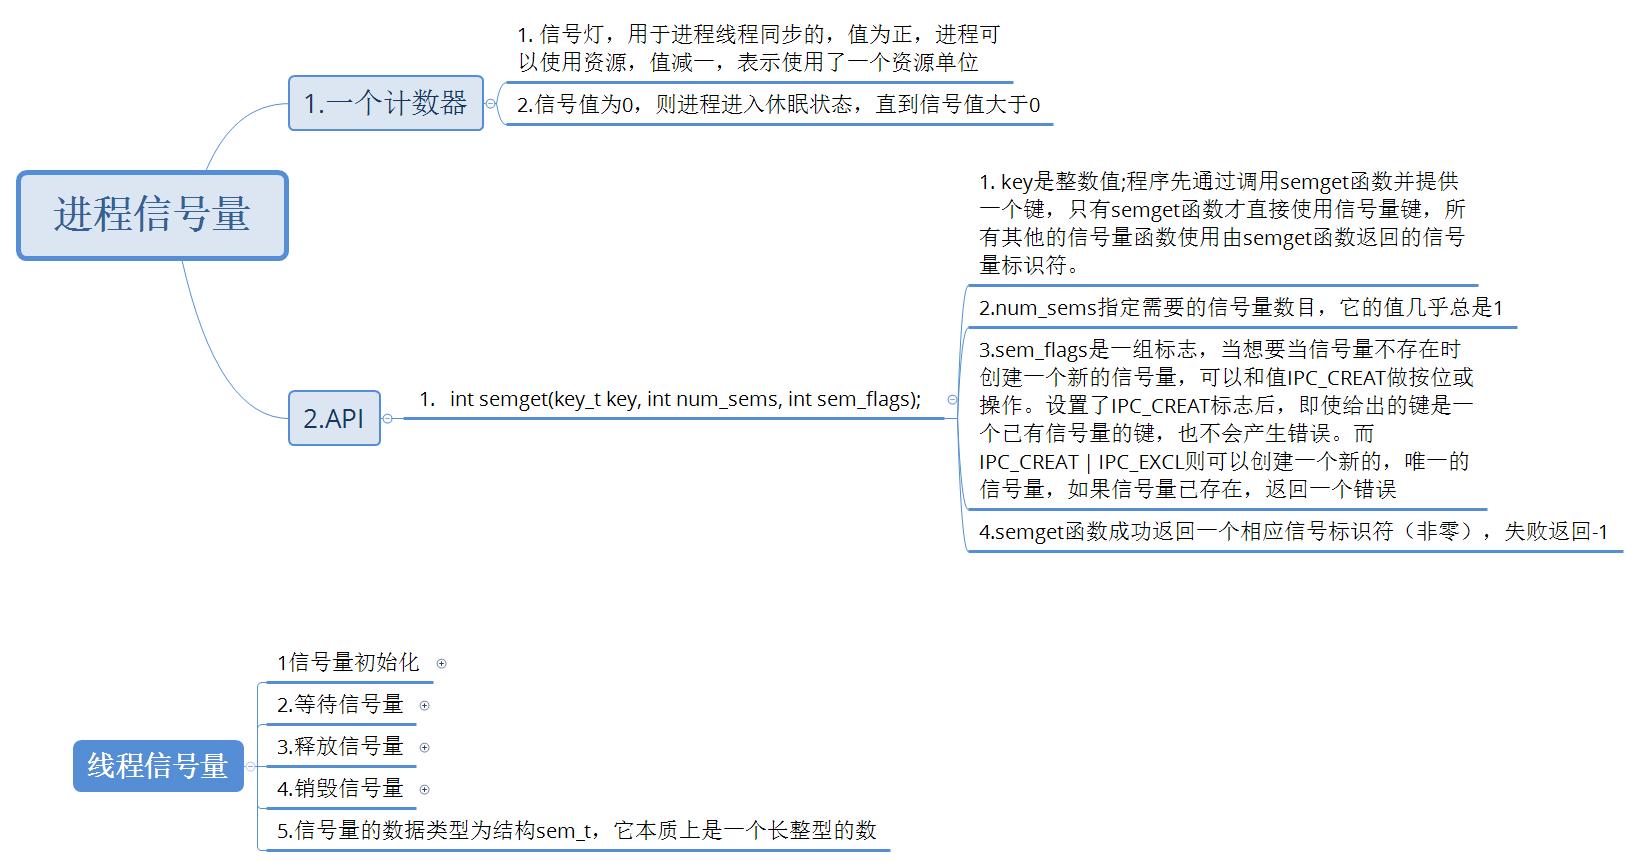 进程信号量
1.一个计数器
1. 信号灯，用于进程线程同步的，值为正，进程可
以使用资源，值减一，表示使用了一个资源单位
2.信号值为0，则进程进入休眠状态，直到信号值大于0
2.API
1. int semget(key_t key, int num_sems, int sem_flags);
1. key是整数值;程序先通过调用semget函数并提供
一个键，只有semget函数才直接使用信号量键，所
有其他的信号量函数使用由semget函数返回的信号
量标识符。
2.num_sems指定需要的信号量数目，它的值几乎总是1
3.sem_flags是一组标志，当想要当信号量不存在时
创建一个新的信号量，可以和值IPC_CREAT做按位或
操作。设置了IPC_CREAT标志后，即使给出的键是一
个已有信号量的键，也不会产生错误。而
IPC_CREAT | IPC_EXCL则可以创建一个新的，唯一的
信号量，如果信号量已存在，返回一个错误
4.semget函数成功返回一个相应信号标识符（非零），失败返回-1
线程信号量
1信号量初始化
2.等待信号量
3.释放信号量
4.销毁信号量
5.信号量的数据类型为结构sem_t，它本质上是一个长整型的数